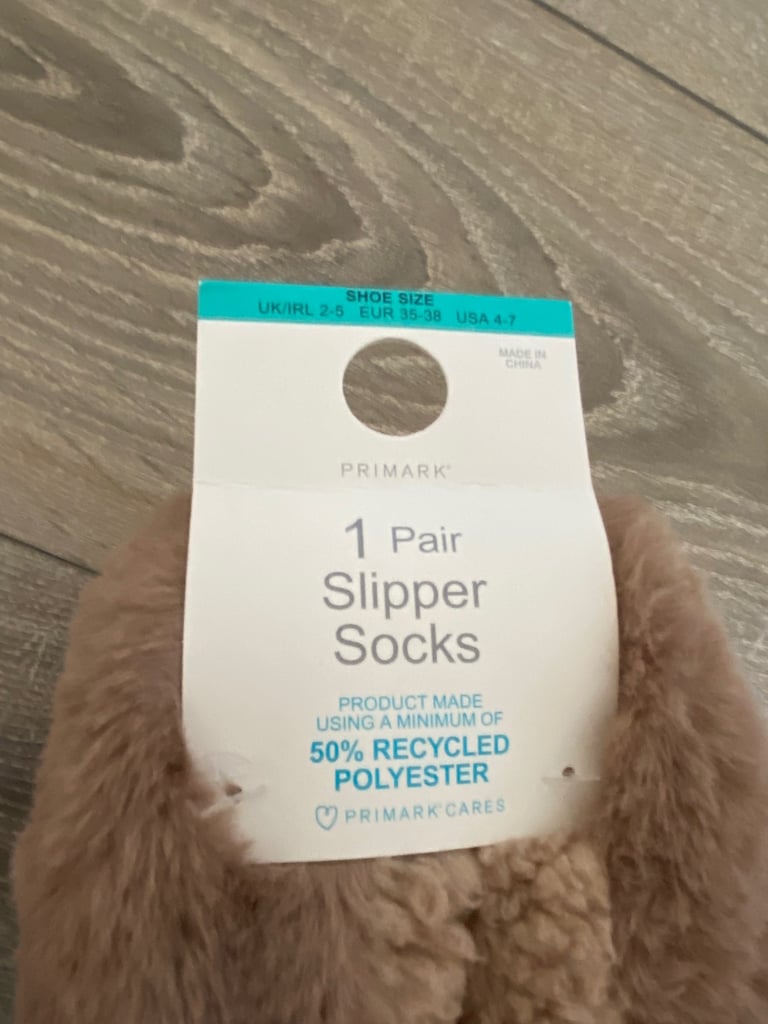 SHOE SIZE
UK/IRL 2-5 EUR 35-38 USA 4-7
MADE IN
CHINA
PRIMARK®
1 Pair
Slipper
Socks
PRODUCT MADE
USING A MINIMUM OF
50% RECYCLED
POLYESTER
PRIMARK® CARES